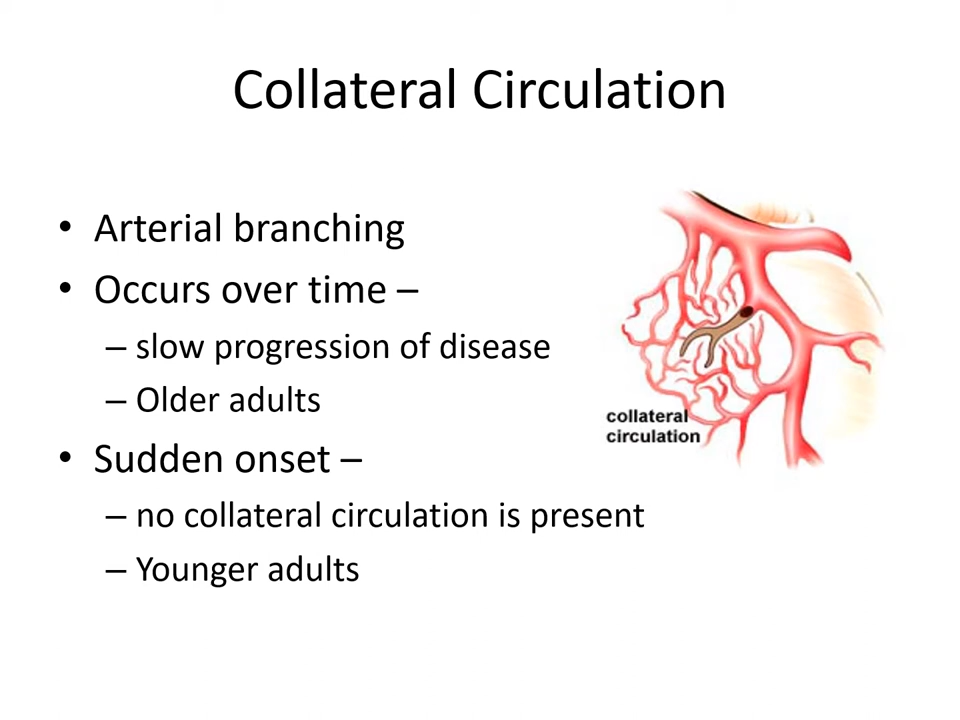 Collateral Circulation
• Arterial branching
• Occurs over time –
– slow progression of disease
– Older adults
• Sudden onset –
– no collateral circulation is present
– Younger adults
collateral
circulation